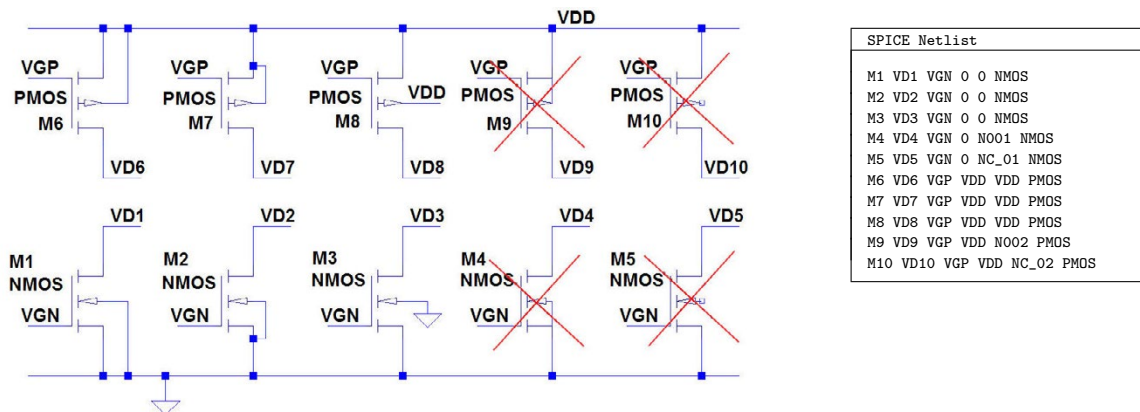 VDD
VGP
PMOS
M6
VD6
VGP
PMOS
M7
VD7
VGP
PMOS
M8
VDD
VD8
VGP
PMOS
M9
VD9
VGP
PMOS
M10
VD10
VD1
M1
NMOS
VGN
VD2
M2
NMOS
VGN
VD3
M3
NMOS
VGN
VD4
M4
NMOS
VGN
VD5
M5
NMOS
VGN
SPICE Netlist
M1 VD1 VGN 0 0 NMOS
M2 VD2 VGN 0 0 NMOS
M3 VD3 VGN 0 0 NMOS
M4 VD4 VGN 0 N001 NMOS
M5 VD5 VGN 0 NC_01 NMOS
M6 VD6 VGP VDD VDD PMOS
M7 VD7 VGP VDD VDD PMOS
M8 VD8 VGP VDD VDD PMOS
M9 VD9 VGP VDD N002 PMOS
M10 VD10 VGP VDD NC_02 PMOS